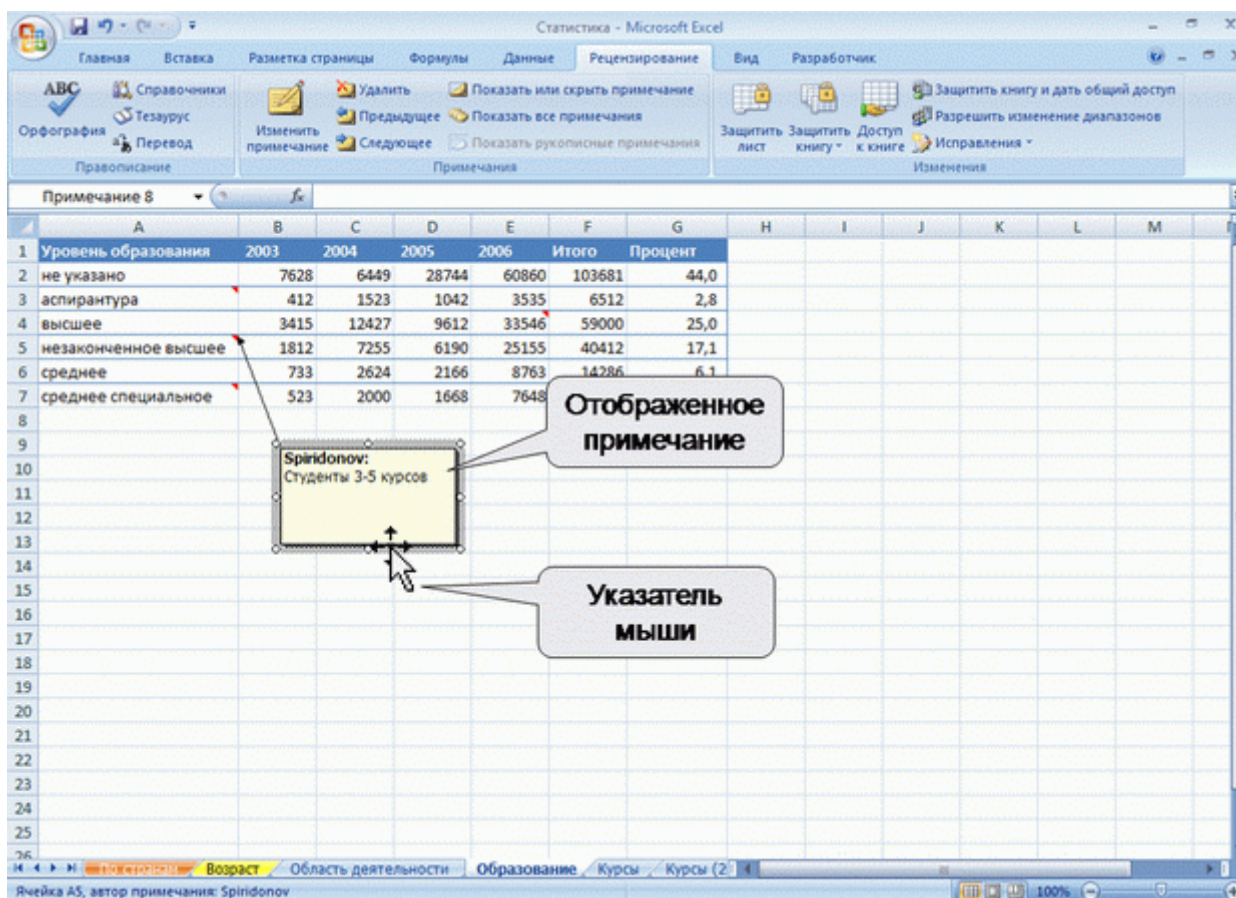 Статистика - Microsoft Excel
Главная Вставка Разметка страницы Формулы Данные Рецензирование Вид Разработчик
ABC Справочники Удалить Показать или скрыть примечание Защитить книгу и дать общий доступ
Тезаурус Предыдущее Показать все примечания Разрешить изменение диапазонов
Орфография Перевод Изменить примечание Следующее Показать рукописные примечания Защитить лист Защитить книгу Доступ к книге Исправления
Правописание Примечания Изменения
Примечание 8 fx
A B C D E F G H I J K L M
1 Уровень образования 2003 2004 2005 2006 Итого Процент
2 не указано 7628 6449 28744 60860 103681 44,0
3 аспирантура 412 1523 1042 3535 6512 2,8
4 высшее 3415 12427 9612 33546 59000 25,0
5 незаконченное высшее 1812 7255 6190 25155 40412 17,1
6 среднее 733 2624 2166 8763 14286 6,1
7 среднее специальное 523 2000 1668 7648
Отображенное
примечание
8
9
Spiridonov:
10
Студенты 3-5 курсов
11
12
13
14
15
Указатель
16
мыши
17
18
19
20
21
22
23
24
25
26
По странам Возраст Область деятельности Образование Курсы Курсы (2
Ячейка A5, автор примечания: Spiridonov 100%